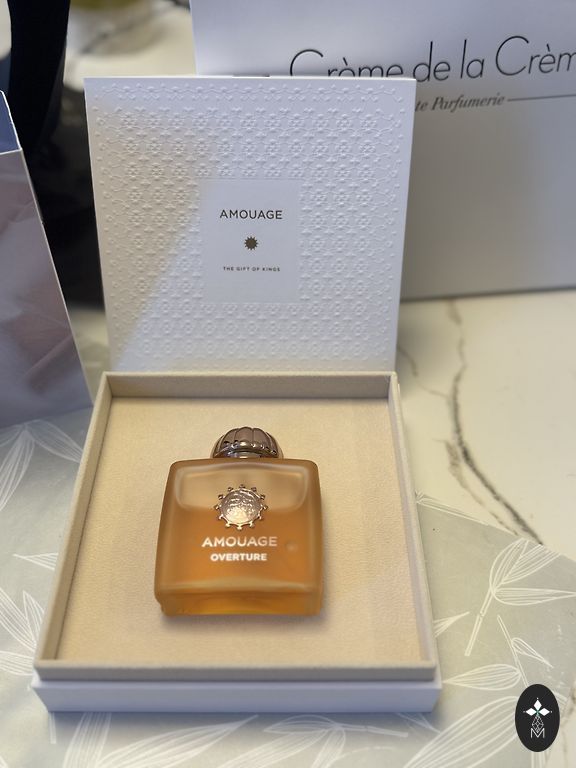 Crème de la Crèm
te Parfumerie
AMOUAGE
THE GIFT OF KINGS
AMOUAGE
OVERTURE
M